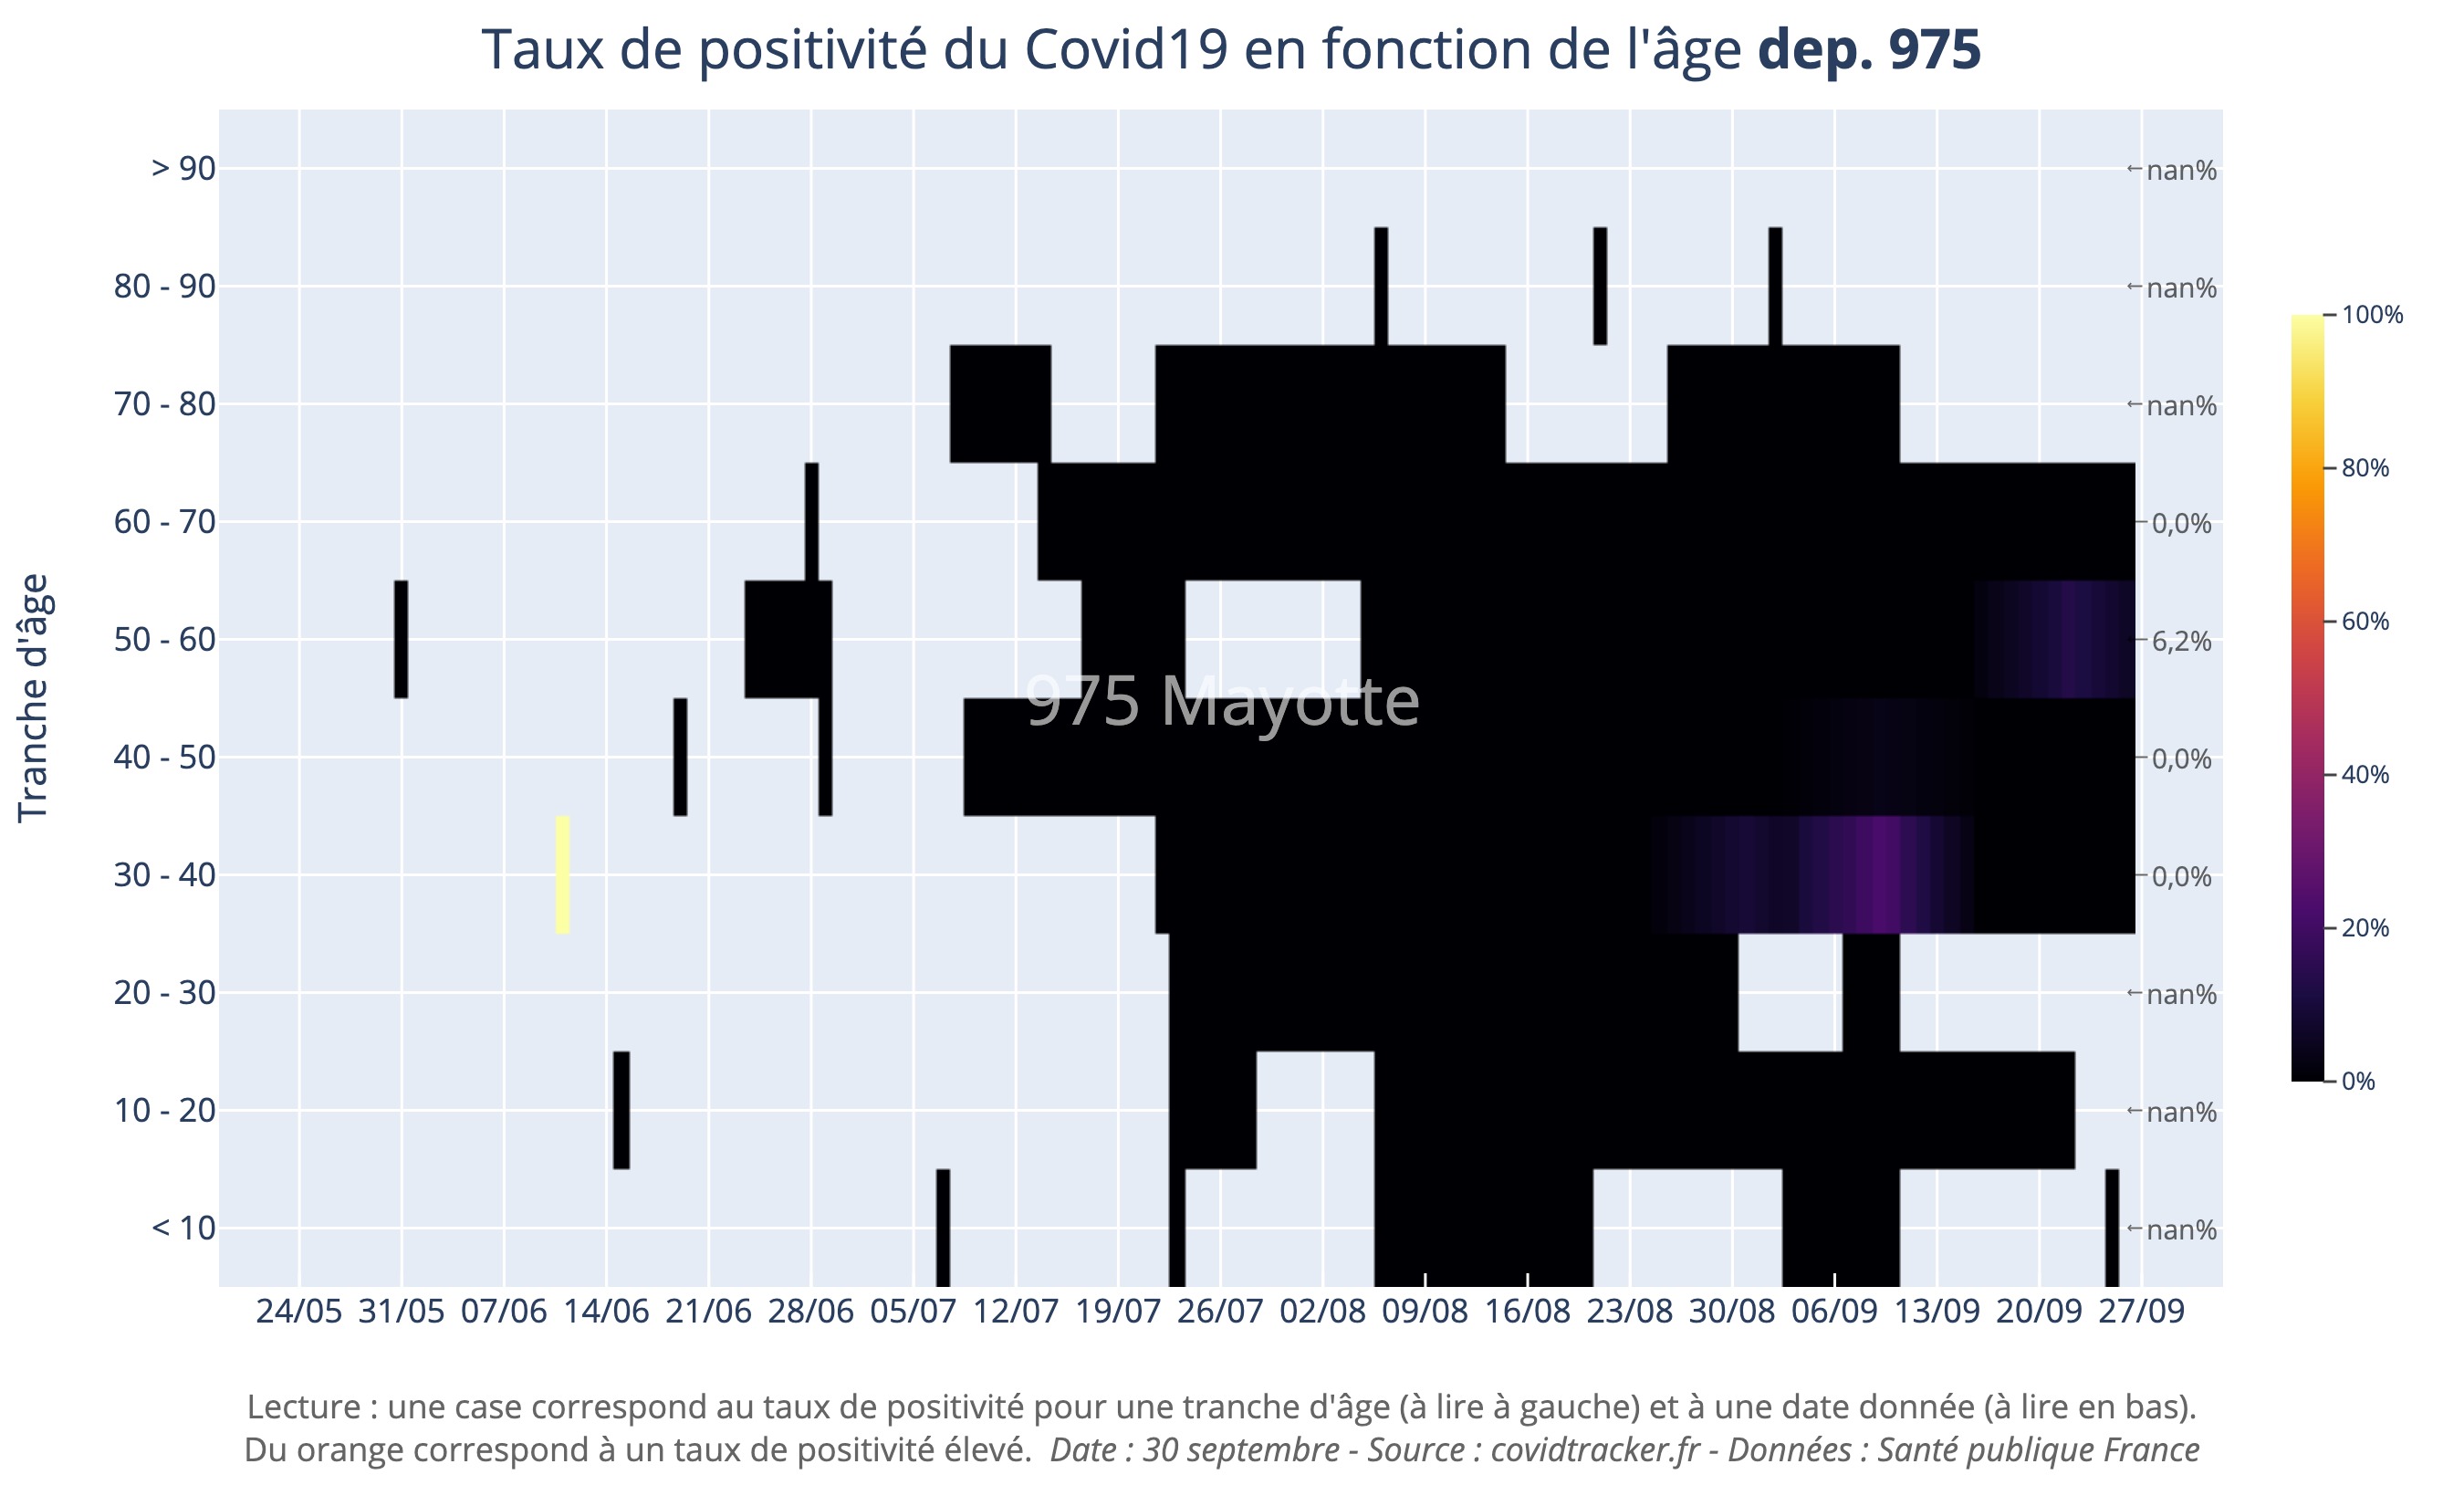 Taux de positivité du Covid19 en fonction de l'âge dep. 975
Tranche d'âge
> 90
80 - 90
70 - 80
60 - 70
50 - 60
40 - 50
30 - 40
20 - 30
10 - 20
< 10
975 Mayotte
←nan%
←nan%
←nan%
0,0%
6,2%
0,0%
0,0%
←nan%
←nan%
←nan%
100%
80%
60%
40%
20%
0%
24/05 31/05 07/06 14/06 21/06 28/06 05/07 12/07 19/07 26/07 02/08 09/08 16/08 23/08 30/08 06/09 13/09 20/09 27/09
Lecture : une case correspond au taux de positivité pour une tranche d'âge (à lire à gauche) et à une date donnée (à lire en bas).
Du orange correspond à un taux de positivité élevé. Date : 30 septembre - Source : covidtracker.fr - Données : Santé publique France